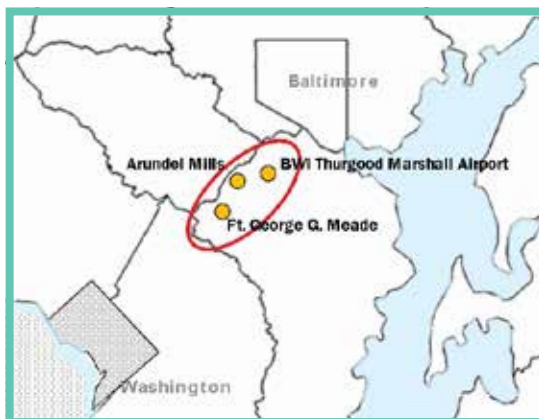 Baltimore
Arundel Mills
BWI Thurgood Marshall Airport
Ft. George G. Meade
Washington